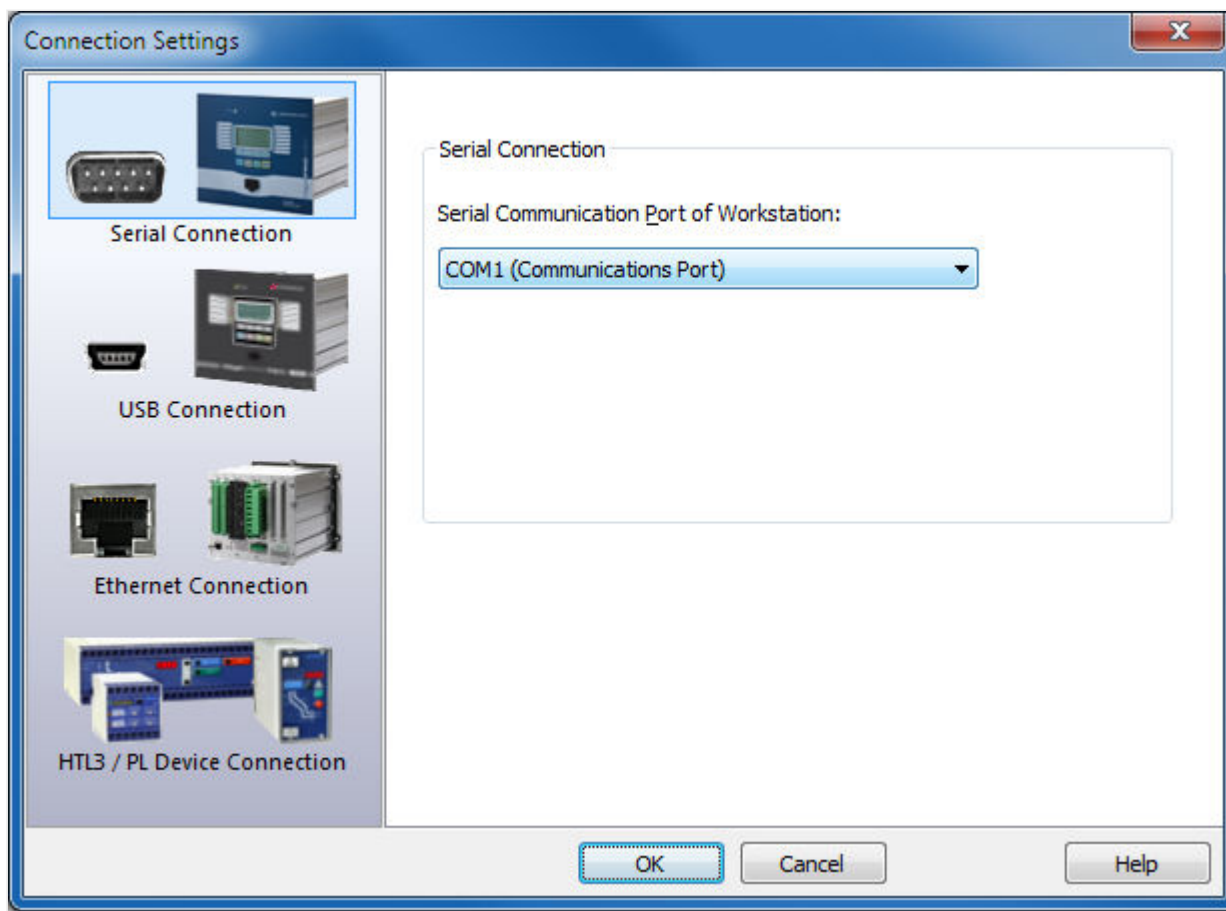 Connection Settings
Serial Connection
USB Connection
Ethernet Connection
HTL3 / PL Device Connection
Serial Connection
Serial Communication Port of Workstation:
COM1 (Communications Port)
OK
Cancel
Help